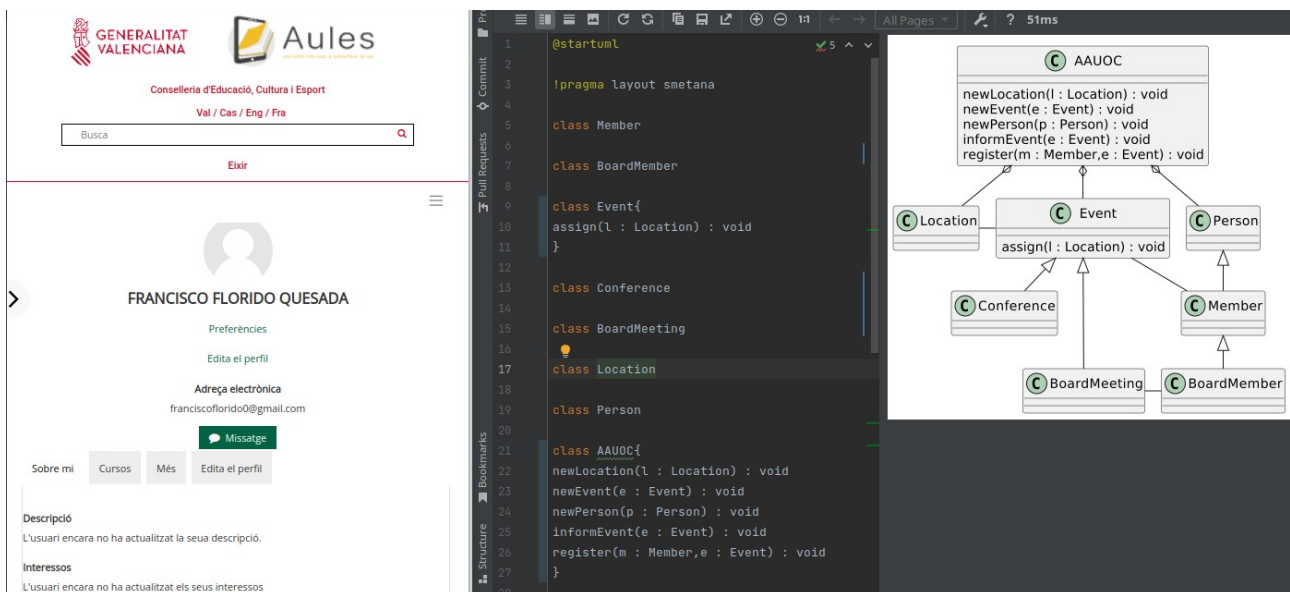 GENERALITAT
VALENCIANA
Aules
Conselleria d'Educació, Cultura i Esport
Val / Cas / Eng / Fra
Busca
Eixir
FRANCISCO FLORIDO QUESADA
Preferències
Edita el perfil
Adreça electrònica
franciscoflorido0@gmail.com
Missatge
Sobre mi Cursos Més Edita el perfil
Descripció
L'usuari encara no ha actualitzat la seua descripció.
Interessos
L'usuari encara no ha actualitzat els seus interessos
Commit
Pull Requests
Bookmarks
Structure
1:1 All Pages ? 51ms
1 @startuml 5
2
3 !pragma layout smetana
4
5 class Member
6
7 class BoardMember
8
9 class Event{
10 assign(l : Location) : void
11 }
12
13 class Conference
14
15 class BoardMeeting
16
17 class Location
18
19 class Person
20
21 class AAUOC{
22 newLocation(l : Location) : void
23 newEvent(e : Event) : void
24 newPerson(p : Person) : void
25 informEvent(e : Event) : void
26 register(m : Member,e : Event) : void
27 }
C AAUOC
newLocation(l : Location) : void
newEvent(e : Event) : void
newPerson(p : Person) : void
informEvent(e : Event) : void
register(m : Member,e : Event) : void
C Location
C Event
assign(l : Location) : void
C Person
C Conference
C Member
C BoardMeeting
C BoardMember